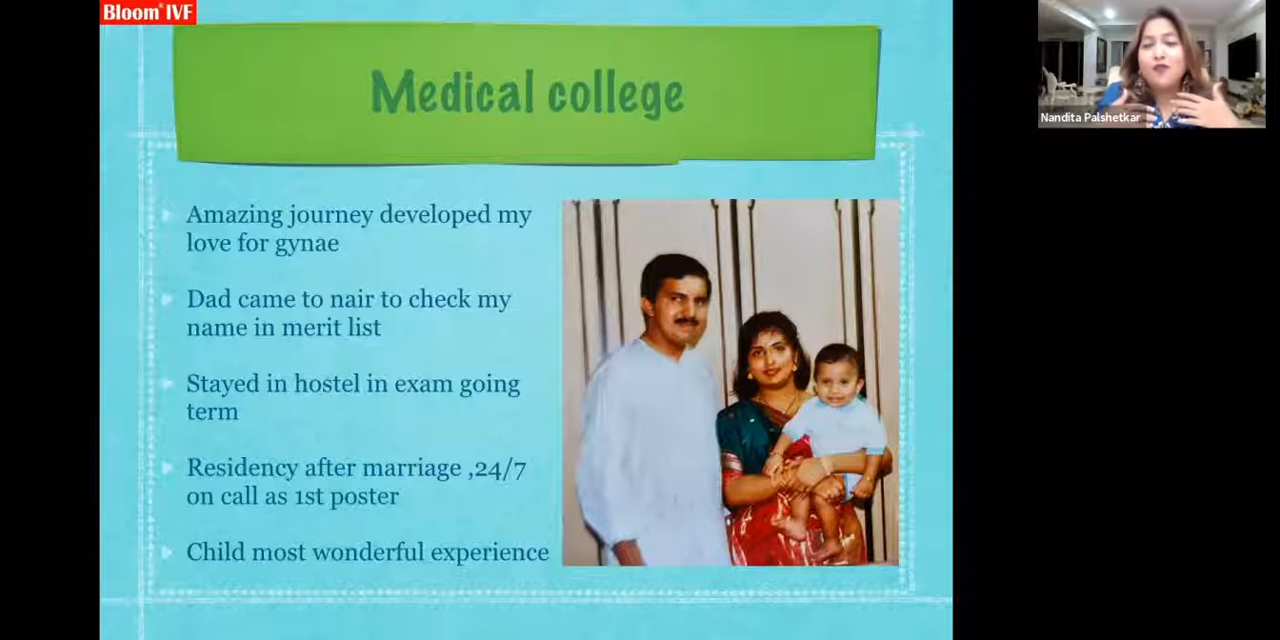 Bloom® IVF
Medical college
Nandita Palshetkar
Amazing journey developed my
love for gynae
Dad came to nair to check my
name in merit list
Stayed in hostel in exam going
term
Residency after marriage ,24/7
on call as 1st poster
Child most wonderful experience